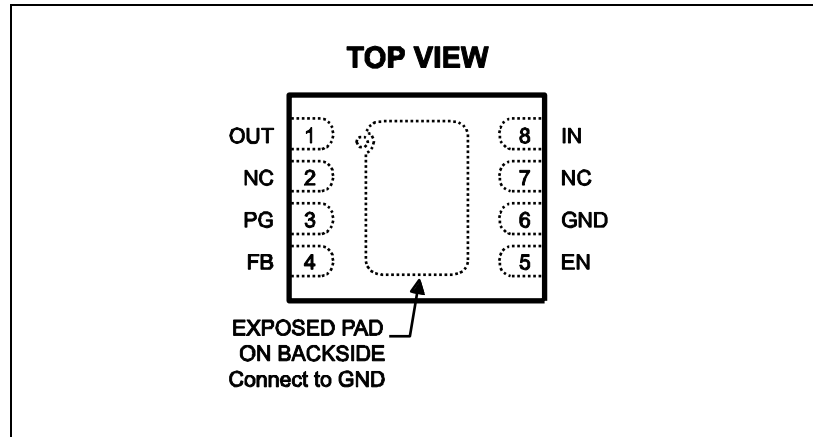 TOP VIEW
OUT 1 8 IN
NC 2 7 NC
PG 3 6 GND
FB 4 5 EN
EXPOSED PAD
ON BACKSIDE
Connect to GND